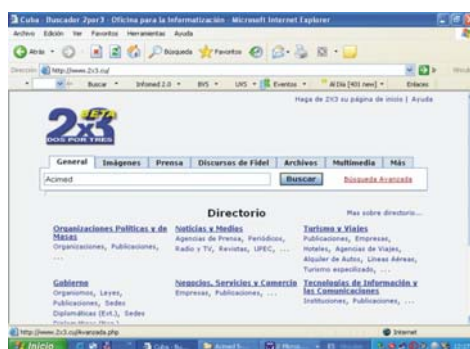 Cuba - Buscador 2por3 - Oficina para la Informatización - Microsoft Internet Explorer
Archivo Edición Ver Favoritos Herramientas Ayuda
Atrás Búsqueda Favoritos
Dirección http://www.2x3.cu/ Ir
Buscar Infomed 2.0 BVS UVS Eventos Al Día [401 new] Enlaces
Haga de 2X3 su página de inicio | Ayuda
BETA
2x3
DOS POR TRES
General Imágenes Prensa Discursos de Fidel Archivos Multimedia Más
Acimed Buscar Búsqueda Avanzada
Directorio Mas sobre directorio...
Organizaciones Políticas y de Masas
Organizaciones, Publicaciones, ...
Noticias y Medios
Agencias de Prensa, Periódicos, Radio y TV, Revistas, UPEC, ...
Turismo y Viajes
Publicaciones, Empresas, Hoteles, Agencias de Viajes, Alquiler de Autos, Líneas Aéreas, Turismo especificado, ...
Gobierno
Organismos, Leyes, Publicaciones, Sedes Diplomáticas (Ext.), Sedes
Negocios, Servicios y Comercio
Empresas, Publicaciones, ...
Tecnologías de Información y las Comunicaciones
Instituciones, Publicaciones, ...
http://www.2x3.cu/Avanzada.php Internet
Inicio